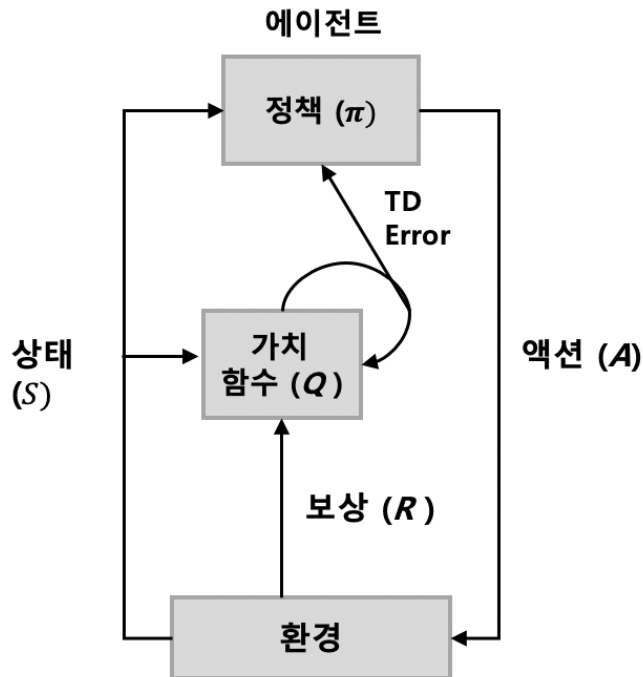 에이전트
정책 (π)
TD
Error
가치
함수 (Q)
상태
(S)
액션 (A)
보상 (R)
환경